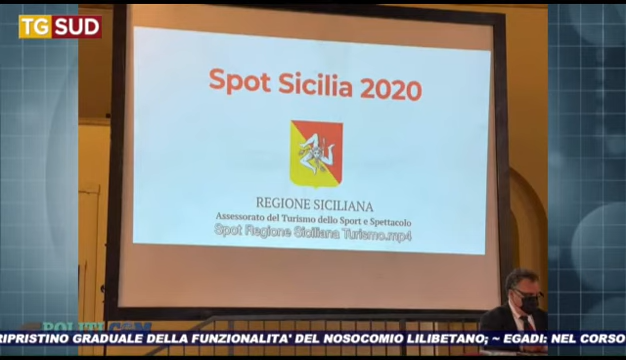 TG SUD
Spot Sicilia 2020
REGIONE SICILIANA
Assessorato del Turismo dello Sport e Spettacolo
Spot Regione Siciliana Turismo.mp4
RIPRISTINO GRADUALE DELLA FUNZIONALITA' DEL NOSOCOMIO LILIBETANO; ~ EGADI: NEL CORSO